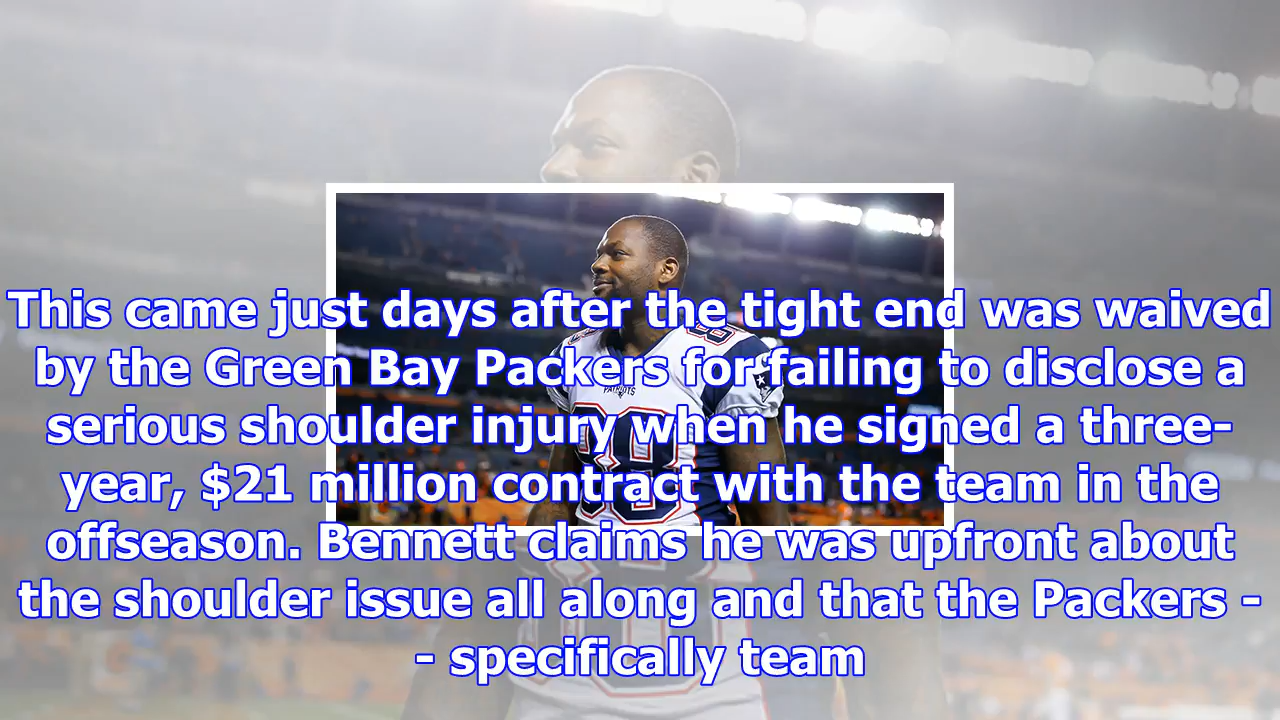 This came just days after the tight end was waived
by the Green Bay Packers for failing to disclose a
serious shoulder injury when he signed a three-
year, $21 million contract with the team in the
offseason. Bennett claims he was upfront about
the shoulder issue all along and that the Packers -
- specifically team
PATRIOTS
88